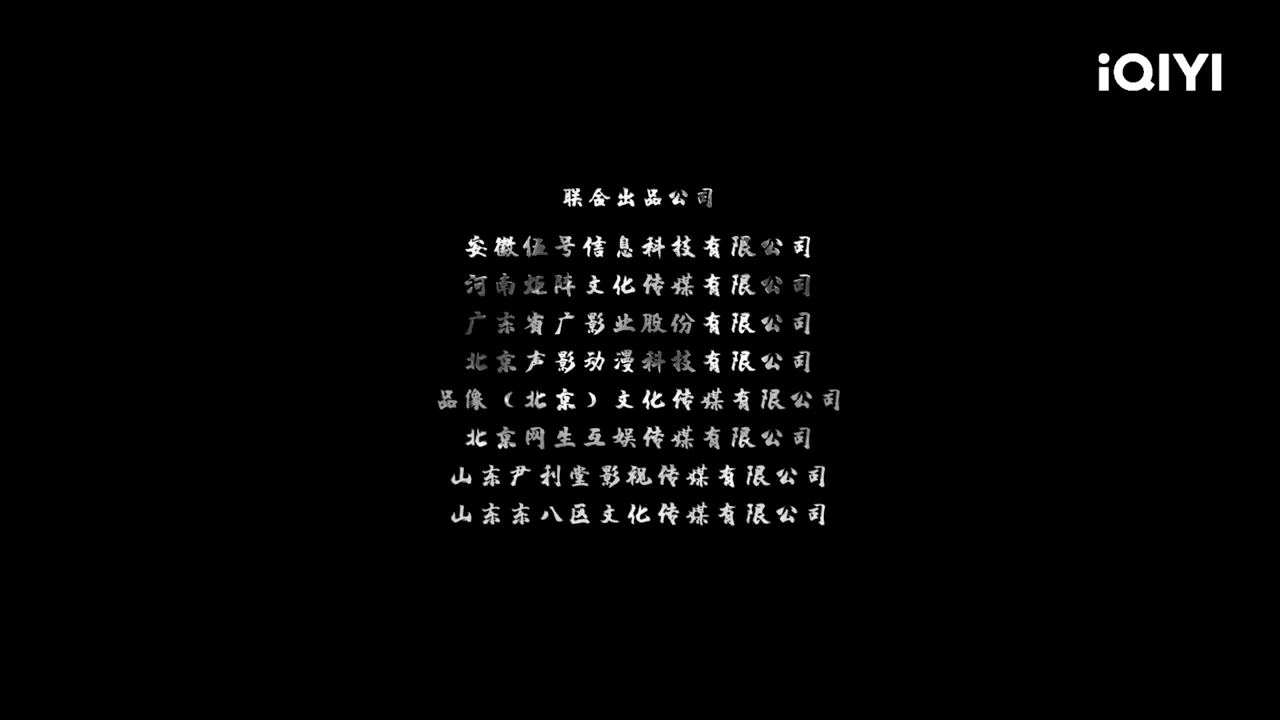 iQIYI
联合出品公司
安徽伍号信息科技有限公司
河南炬阵文化传媒有限公司
广东省广影业股份有限公司
北京声影动漫科技有限公司
品像（北京）文化传媒有限公司
北京网生互娱传媒有限公司
山东尹利堂影视传媒有限公司
山东东八区文化传媒有限公司